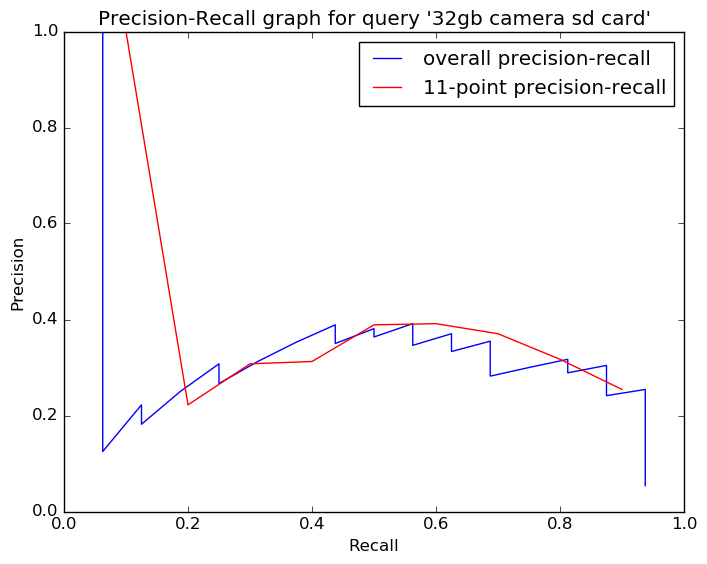 Precision-Recall graph for query '32gb camera sd card'
overall precision-recall
11-point precision-recall
1.0
0.8
0.6
0.4
0.2
0.0
Precision
0.0 0.2 0.4 0.6 0.8 1.0
Recall